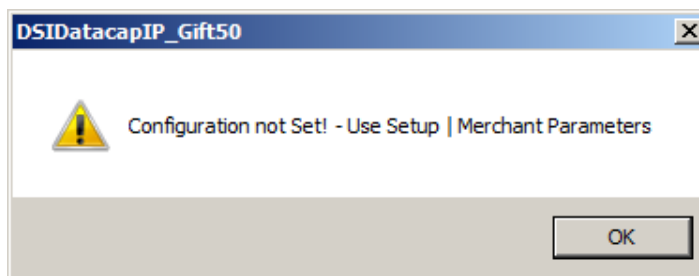 DSIDatacapIP_Gift50
Configuration not Set! - Use Setup | Merchant Parameters
OK